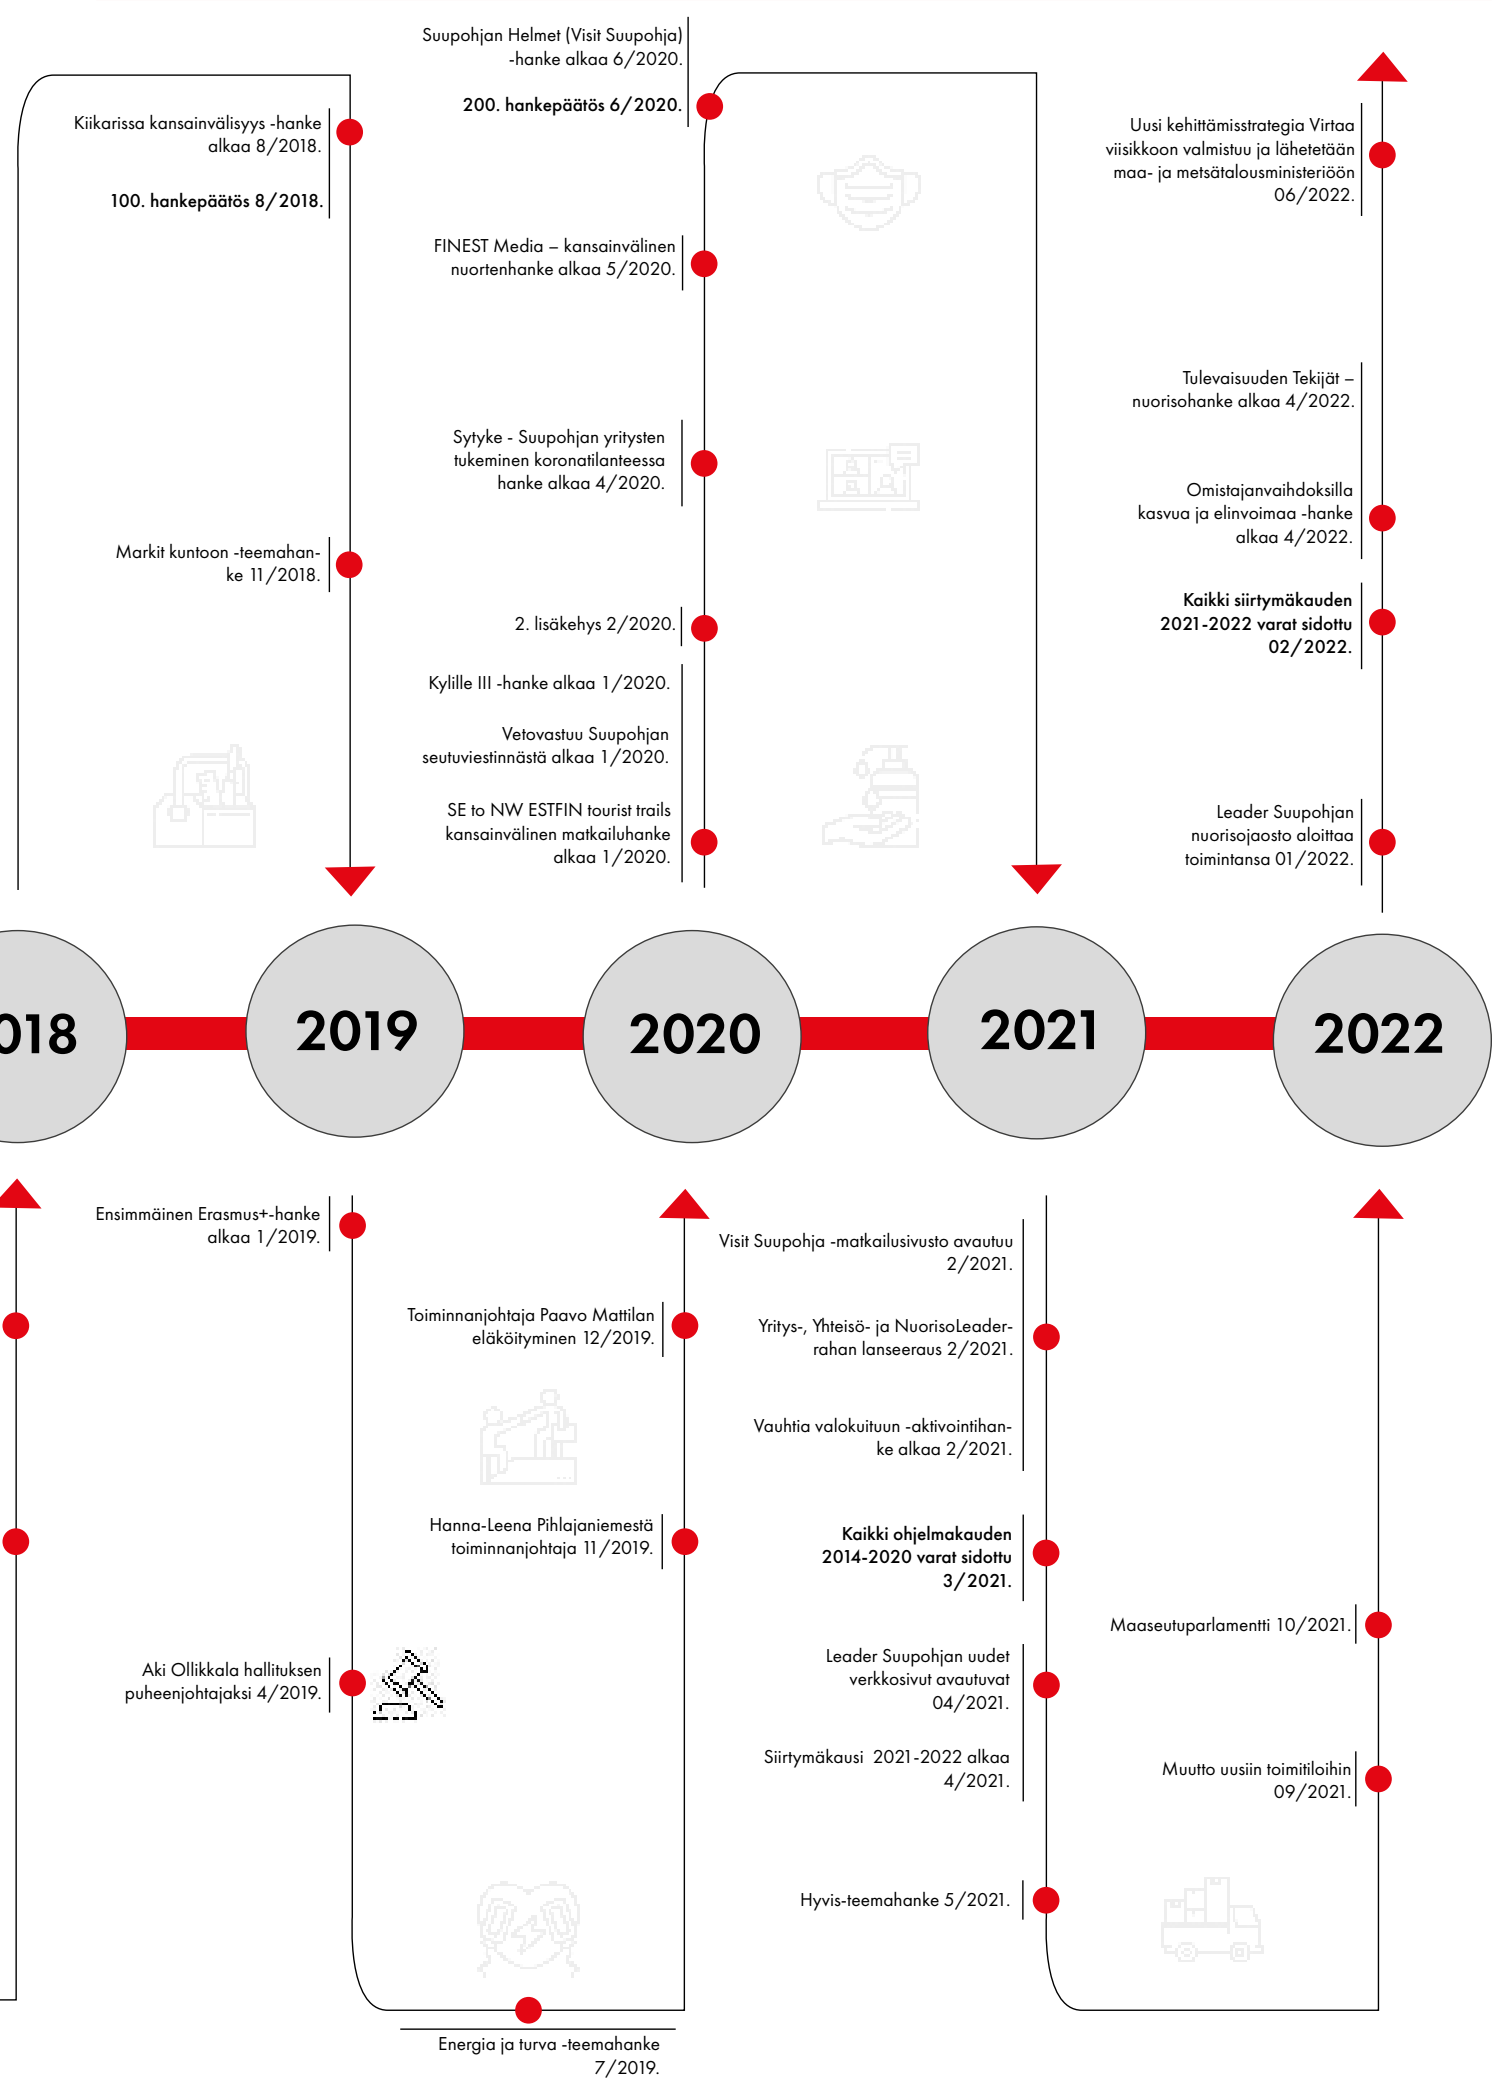 Kiikarissa kansainvälisyys -hanke
alkaa 8/2018.
100. hankepäätös 8/2018.
Markit kuntoon -teemahan-
ke 11/2018.
Suupohjan Helmet (Visit Suupohja)
-hanke alkaa 6/2020.
200. hankepäätös 6/2020.
FINEST Media – kansainvälinen
nuortenhanke alkaa 5/2020.
Sytyke - Suupohjan yritysten
tukeminen koronatilanteessa
hanke alkaa 4/2020.
2. lisäkehys 2/2020.
Kylille III -hanke alkaa 1/2020.
Vetovastuu Suupohjan
seutuviestinnästä alkaa 1/2020.
SE to NW ESTFIN tourist trails
kansainvälinen matkailuhanke
alkaa 1/2020.
Uusi kehittämisstrategia Virtaa
viisikkoon valmistuu ja lähetetään
maa- ja metsätalousministeriöön
06/2022.
Tulevaisuuden Tekijät –
nuorisohanke alkaa 4/2022.
Omistajanvaihdoksilla
kasvua ja elinvoimaa -hanke
alkaa 4/2022.
Kaikki siirtymäkauden
2021-2022 varat sidottu
02/2022.
Leader Suupohjan
nuorisojaosto aloittaa
toimintansa 01/2022.
018
2019
2020
2021
2022
Ensimmäinen Erasmus+-hanke
alkaa 1/2019.
Aki Ollikkala hallituksen
puheenjohtajaksi 4/2019.
Toiminnanjohtaja Paavo Mattilan
eläköityminen 12/2019.
Hanna-Leena Pihlajaniemestä
toiminnanjohtaja 11/2019.
Energia ja turva -teemahanke
7/2019.
Visit Suupohja -matkailusivusto avautuu
2/2021.
Yritys-, Yhteisö- ja NuorisoLeader-
rahan lanseeraus 2/2021.
Vauhtia valokuituun -aktivointihan-
ke alkaa 2/2021.
Kaikki ohjelmakauden
2014-2020 varat sidottu
3/2021.
Leader Suupohjan uudet
verkkosivut avautuvat
04/2021.
Siirtymäkausi 2021-2022 alkaa
4/2021.
Hyvis-teemahanke 5/2021.
Maaseutuparlamentti 10/2021.
Muutto uusiin toimitiloihin
09/2021.